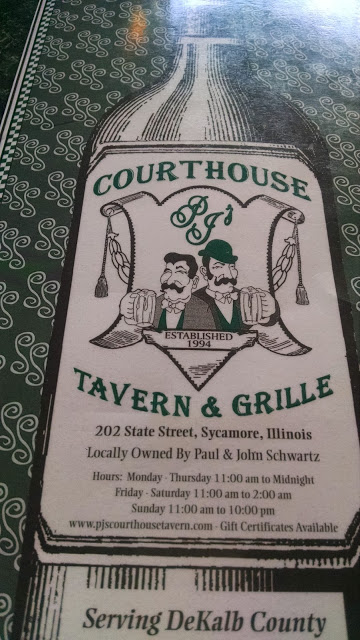 COURTHOUSE
PJ's
ESTABLISHED
1994
TAVERN & GRILLE
202 State Street, Sycamore, Illinois
Locally Owned By Paul & John Schwartz
Hours: Monday - Thursday 11:00 am to Midnight
Friday - Saturday 11:00 am to 2:00 am
Sunday 11:00 am to 10:00 pm
www.pjscourthousetavern.com - Gift Certificates Available
Serving DeKalb County